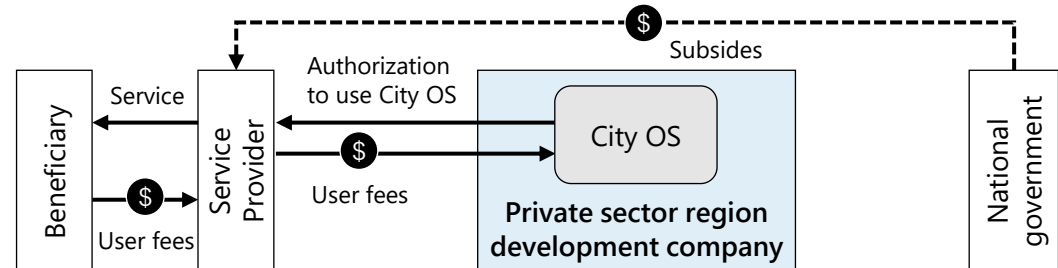 $
Subsides
Beneficiary
Service
$
User fees
Service
Provider
Authorization
to use City OS
$
User fees
City OS
Private sector region
development company
National
government